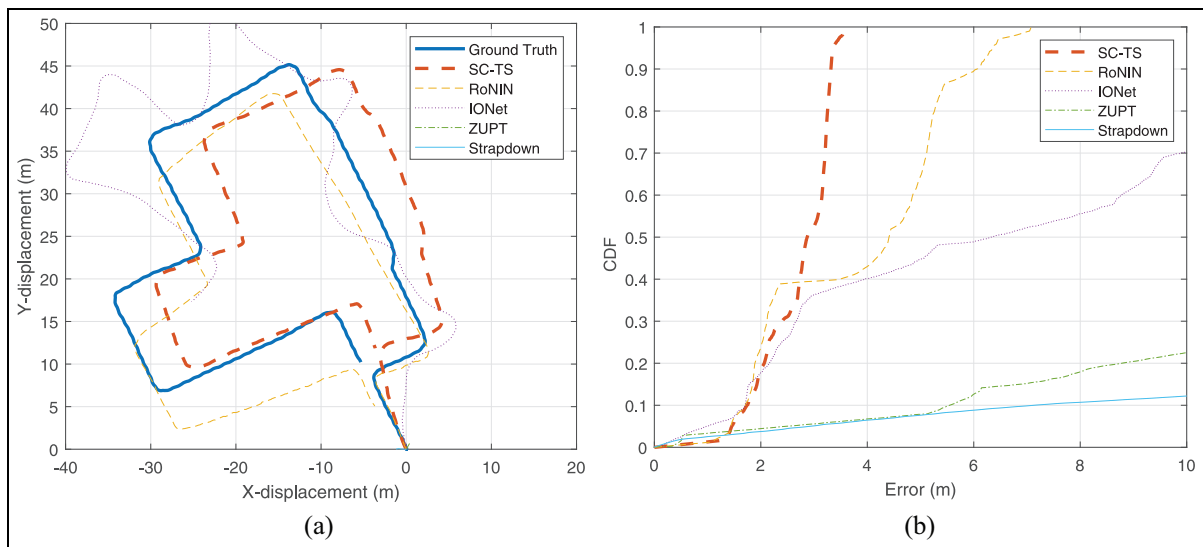 50
45
40
35
30
25
20
15
10
5
0
-40
-30
-20
-10
0
10
20
Y-displacement (m)
X-displacement (m)
Ground Truth
SC-TS
RoNIN
IONet
ZUPT
Strapdown
(a)
1
0.9
0.8
0.7
0.6
0.5
0.4
0.3
0.2
0.1
0
0
2
4
6
8
10
CDF
Error (m)
SC-TS
RoNIN
IONet
ZUPT
Strapdown
(b)